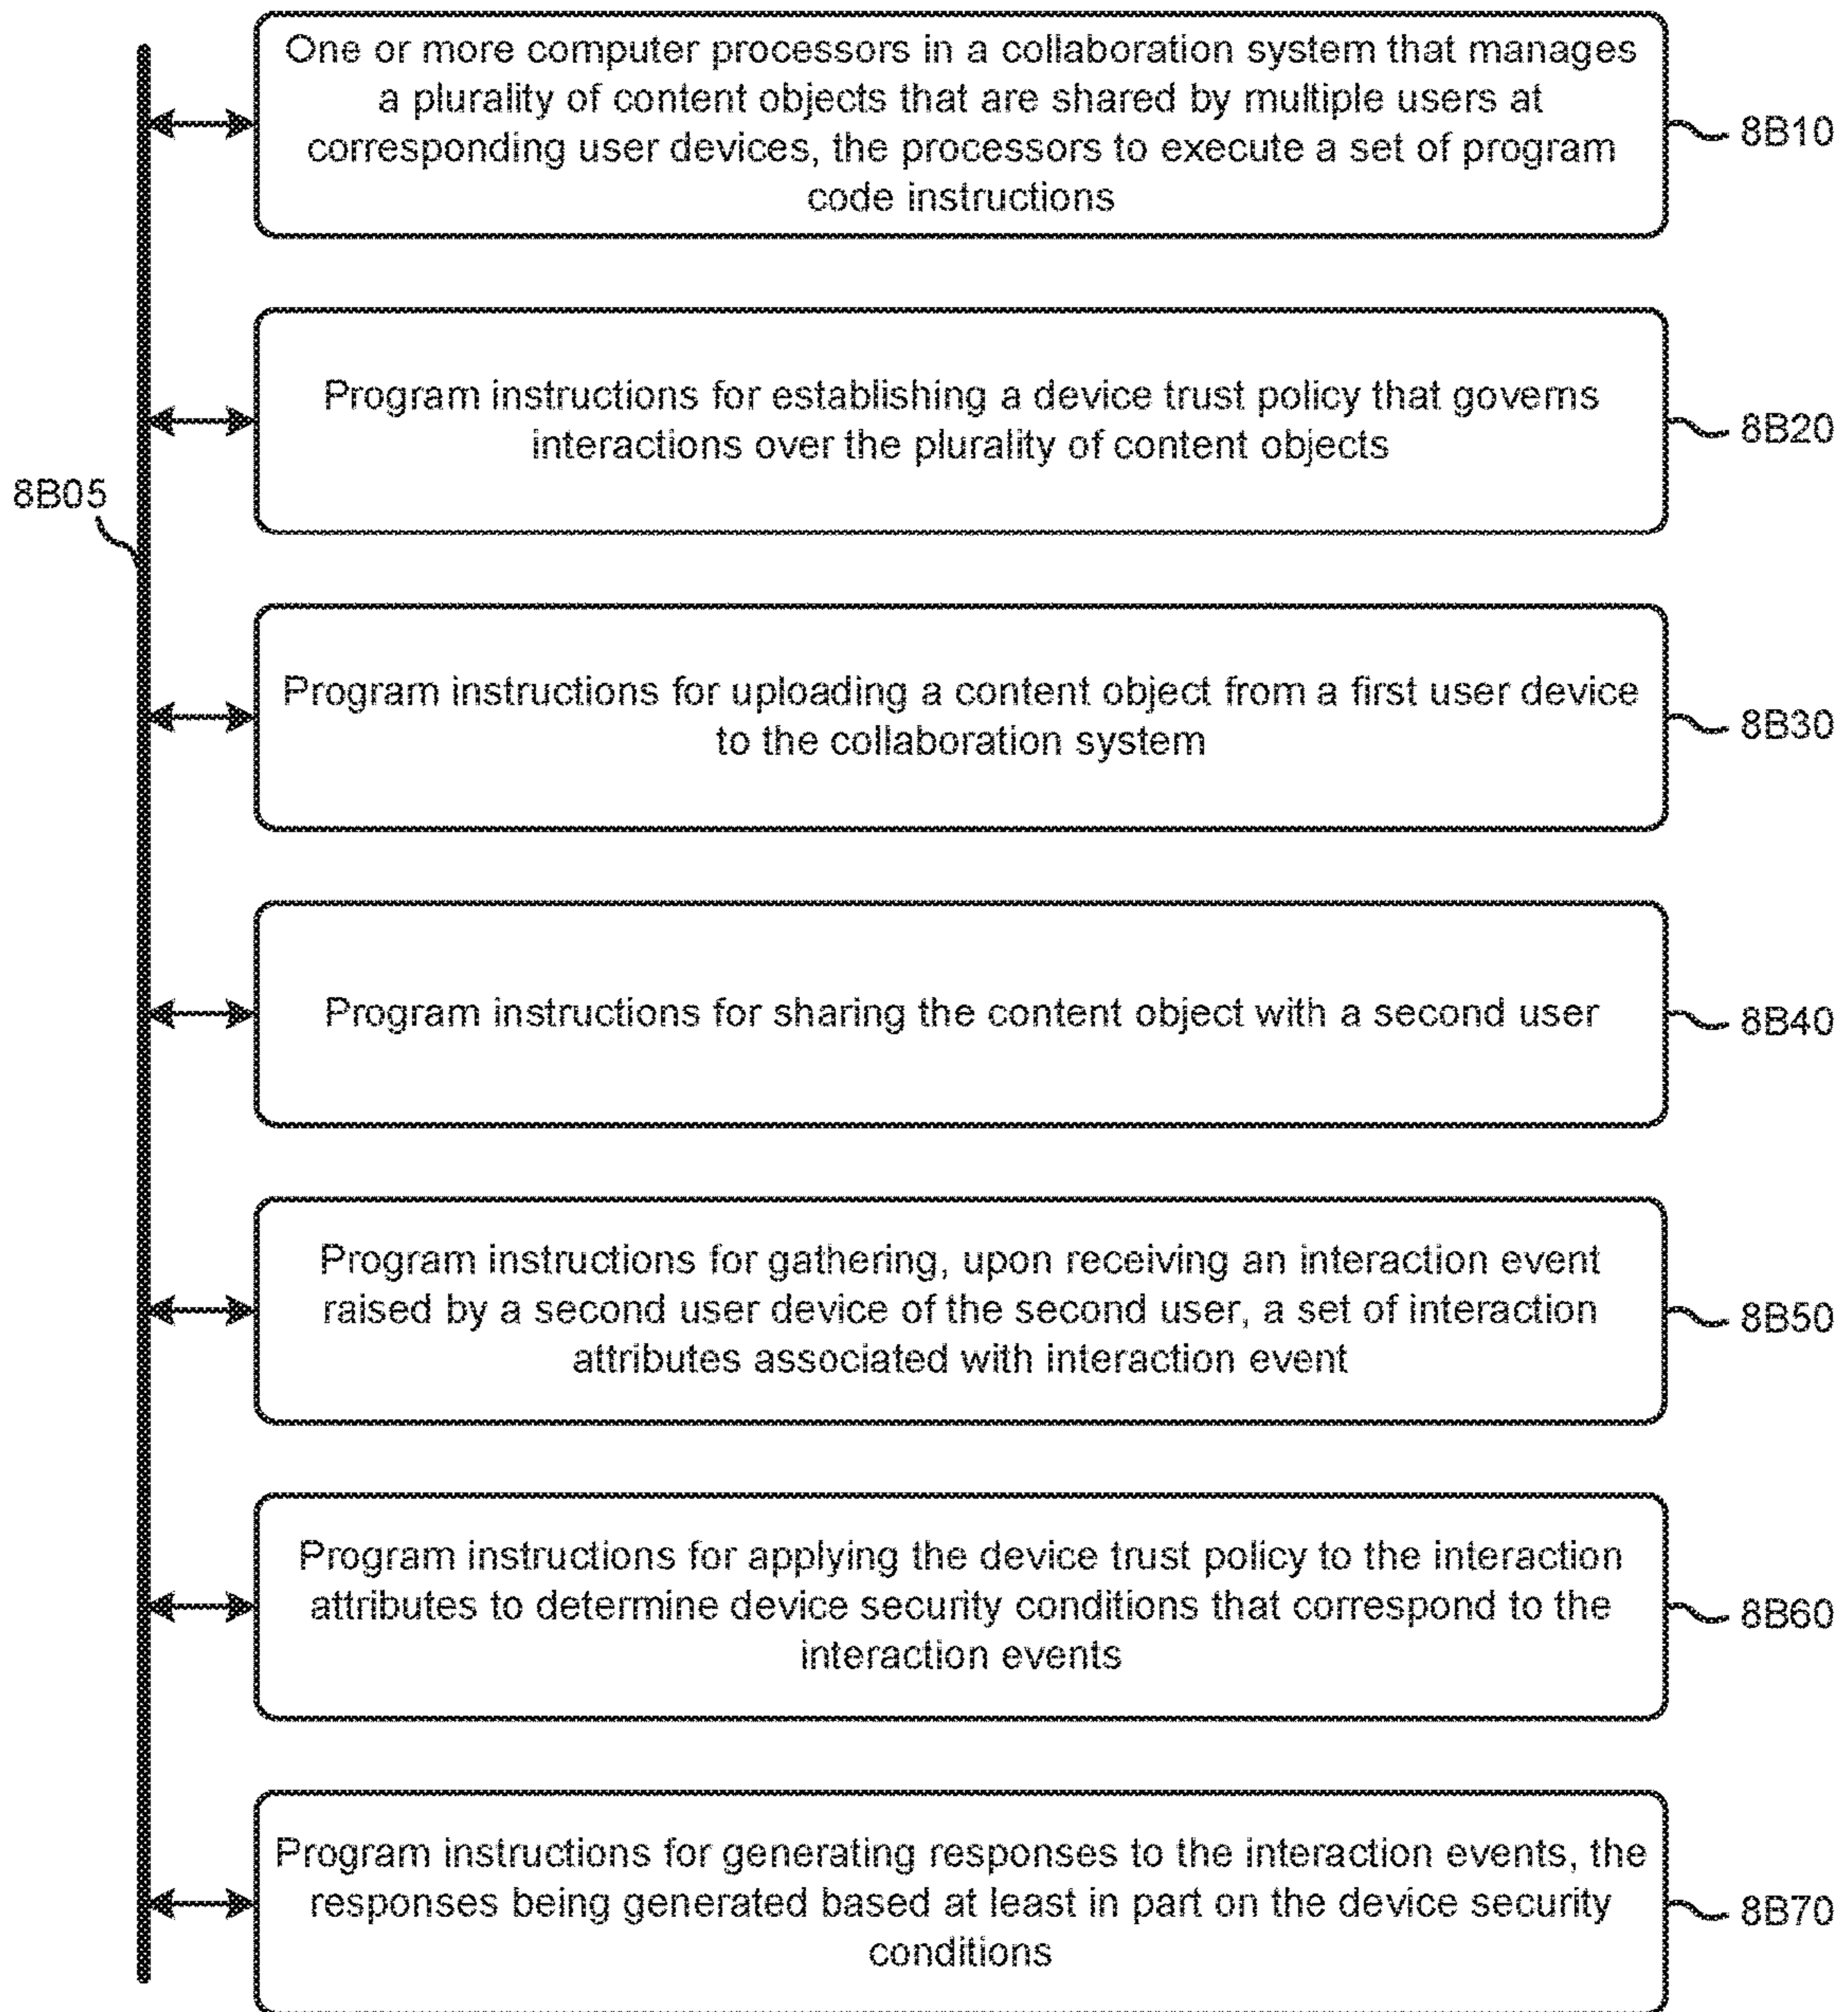 One or more computer processors in a collaboration system that manages
a plurality of content objects that are shared by multiple users at
corresponding user devices, the processors to execute a set of program
code instructions
8B10
Program instructions for establishing a device trust policy that governs
interactions over the plurality of content objects
8B20
8B05
Program instructions for uploading a content object from a first user device
to the collaboration system
8B30
Program instructions for sharing the content object with a second user
8B40
Program instructions for gathering, upon receiving an interaction event
raised by a second user device of the second user, a set of interaction
attributes associated with interaction event
8B50
Program instructions for applying the device trust policy to the interaction
attributes to determine device security conditions that correspond to the
interaction events
8B60
Program instructions for generating responses to the interaction events, the
responses being generated based at least in part on the device security
conditions
8B70